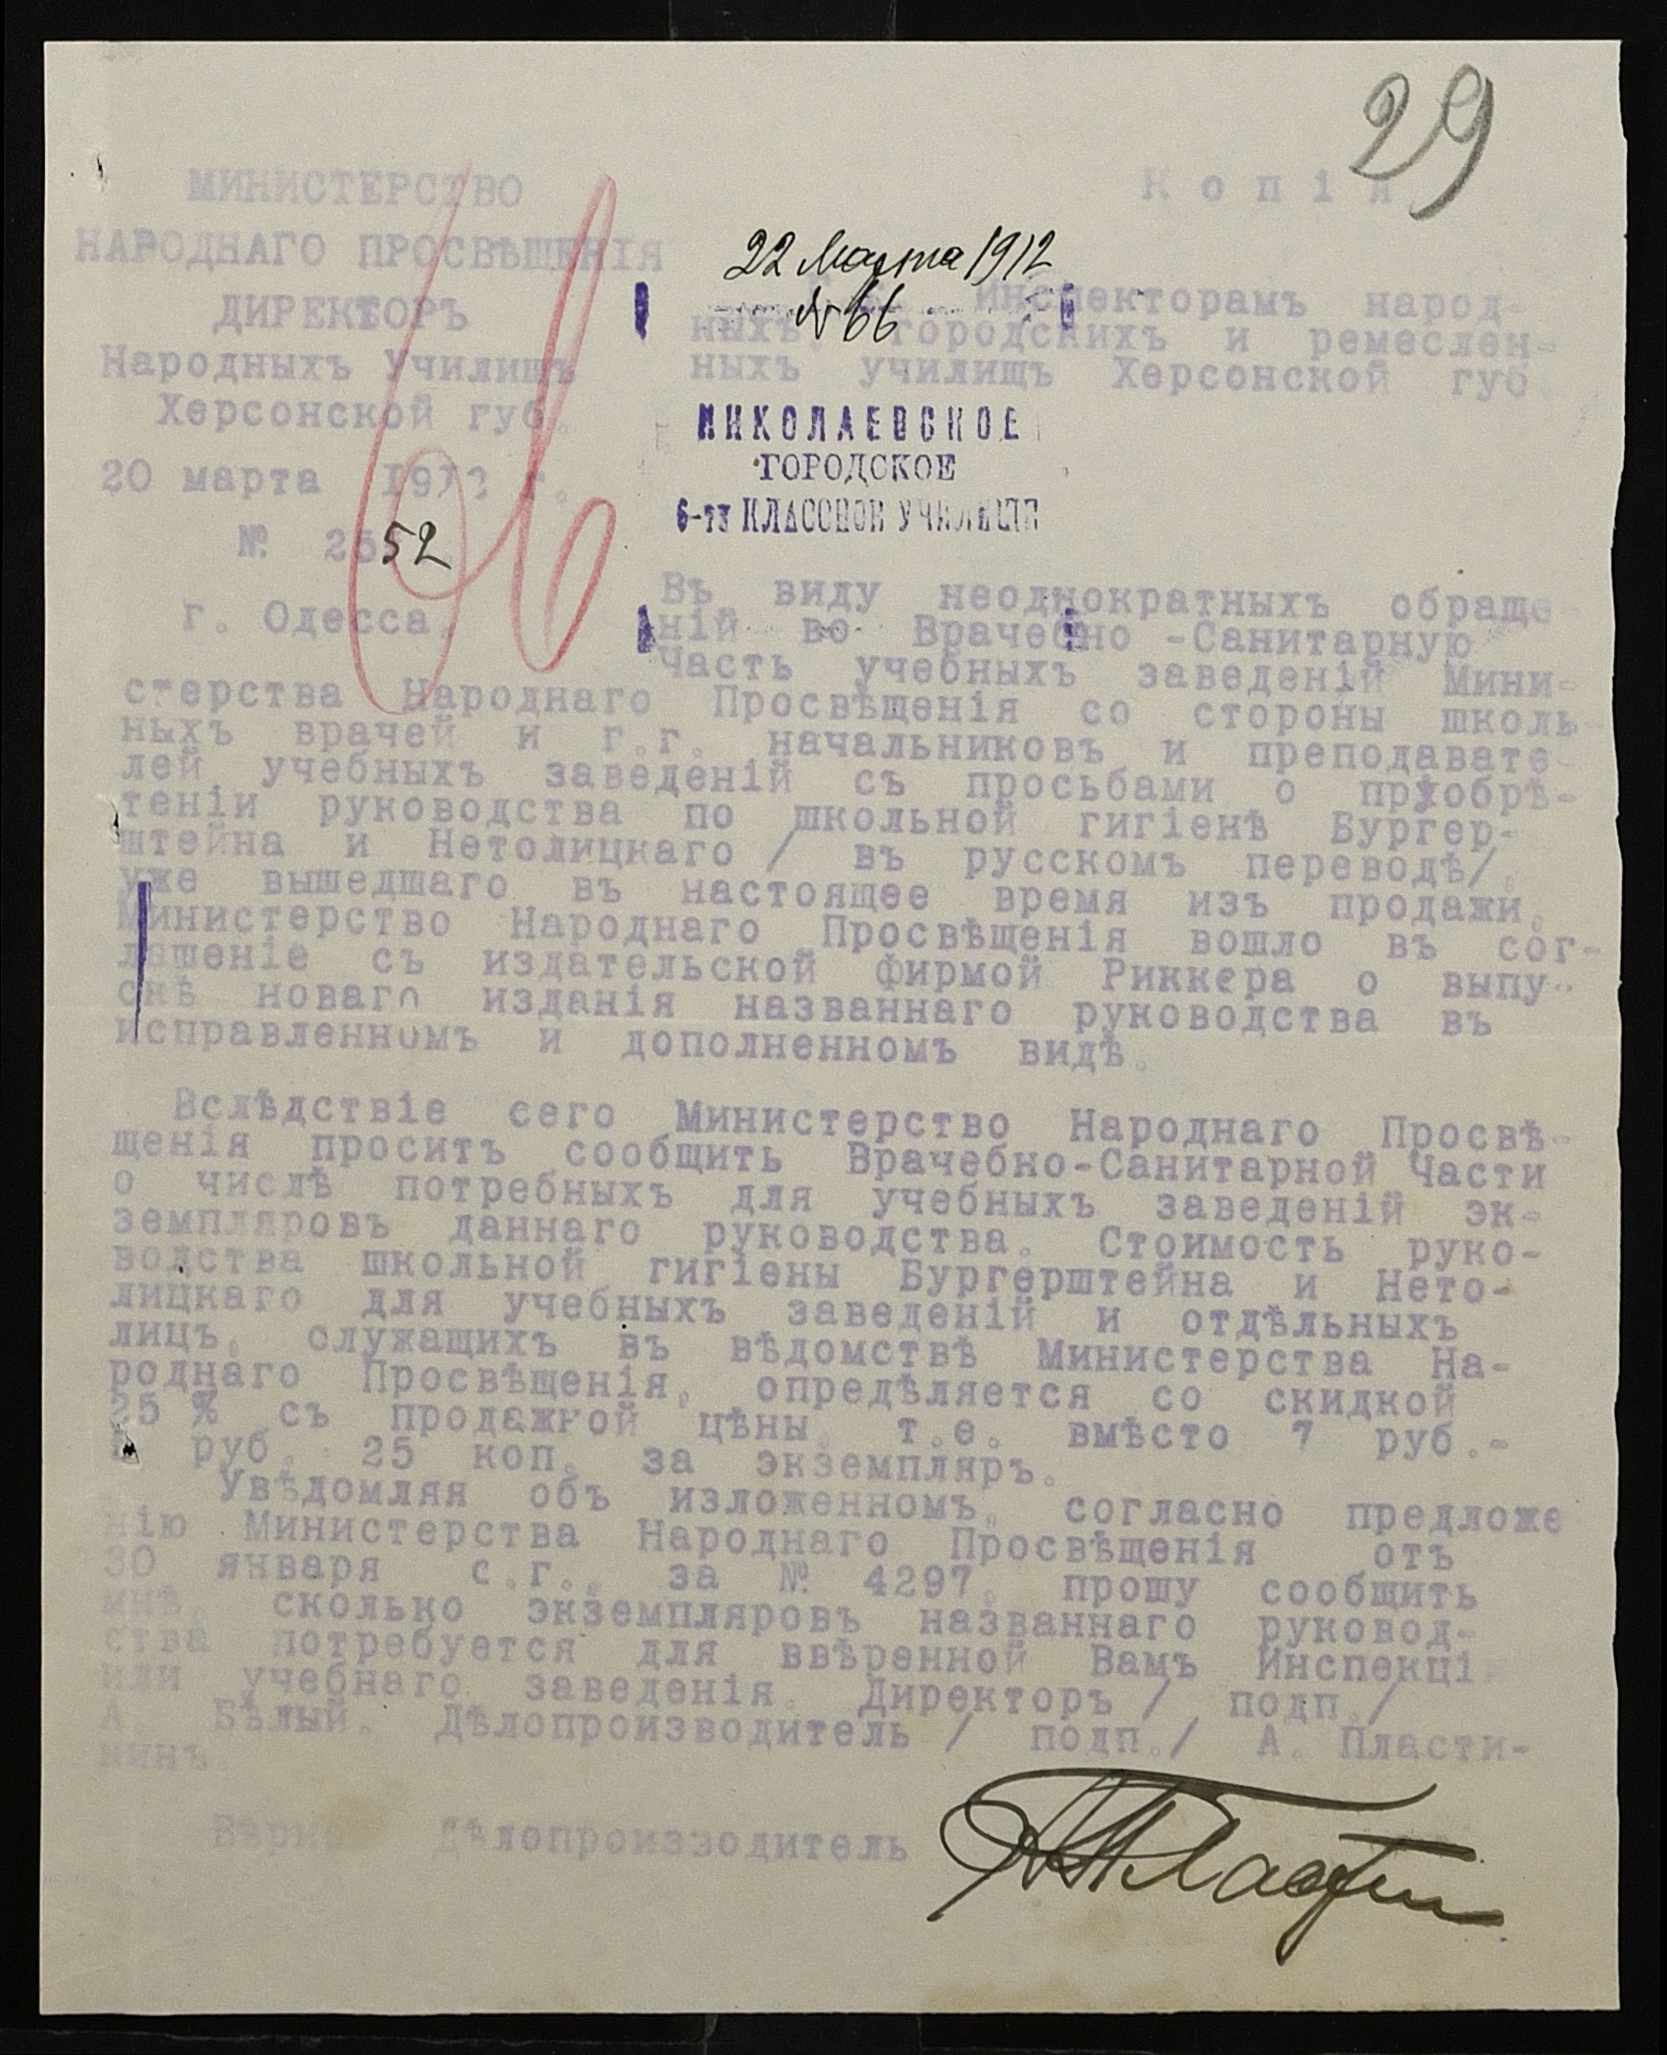 29
МИНИСТЕРСТВО
НАРОДНАГО ПРОСВѢЩЕНІЯ
ДИРЕКТОРЪ
Народныхъ Училищъ
Херсонской губ.
20 марта 1912 г.
№ 2652
г. Одесса.
Копія
22 Марта 1912
№ 66
Инспекторамъ народ-
ныхъ, городскихъ и ремеслен-
ныхъ училищъ Херсонской губ
НИКОЛАЕВСКОЕ
ГОРОДСКОЕ
6-ти КЛАССНОЕ УЧИЛИЩЕ
Въ виду неоднократныхъ обраще
ній во Врачебно-Санитарную
Часть учебныхъ заведеній Мини-
стерства Народнаго Просвѣщенія со стороны школь
ныхъ врачей и г.г. начальниковъ и преподавате-
лей учебныхъ заведеній съ просьбами о пріобрѣ-
теніи руководства по школьной гигіенѣ Бургер-
штейна и Нетолицкаго / въ русскомъ переводѣ/,
уже вышедшаго въ настоящее время изъ продажи,
Министерство Народнаго Просвѣщенія вошло въ сог-
лашеніе съ издательской фирмой Риккера о выпу-
скѣ новаго изданія названнаго руководства въ
исправленномъ и дополненномъ видѣ.
Вслѣдствіе сего Министерство Народнаго Просвѣ-
щенія проситъ сообщить Врачебно-Санитарной Части
о числѣ потребныхъ для учебныхъ заведеній эк-
земпляровъ даннаго руководства. Стоимость руко-
водства школьной гигіены Бургерштейна и Нето-
лицкаго для учебныхъ заведеній и отдѣльныхъ
лицъ, служащихъ въ вѣдомствѣ Министерства На-
роднаго Просвѣщенія, опредѣляется со скидкой
25 % съ продажной цѣны, т.е. вмѣсто 7 руб.-
руб. 25 коп. за экземпляръ.
Увѣдомляя объ изложенномъ, согласно предложе
нію Министерства Народнаго Просвѣщенія отъ
30 января с.г., за № 4297, прошу сообщить
мнѣ, сколько экземпляровъ названнаго руковод-
ства потребуется для ввѣренной Вамъ Инспекці
или учебнаго заведенія. Директоръ / подп./
А. Бѣлый. Дѣлопроизводитель / подп./ А. Пласти-
нинъ.
Вѣрно Дѣлопроизводитель